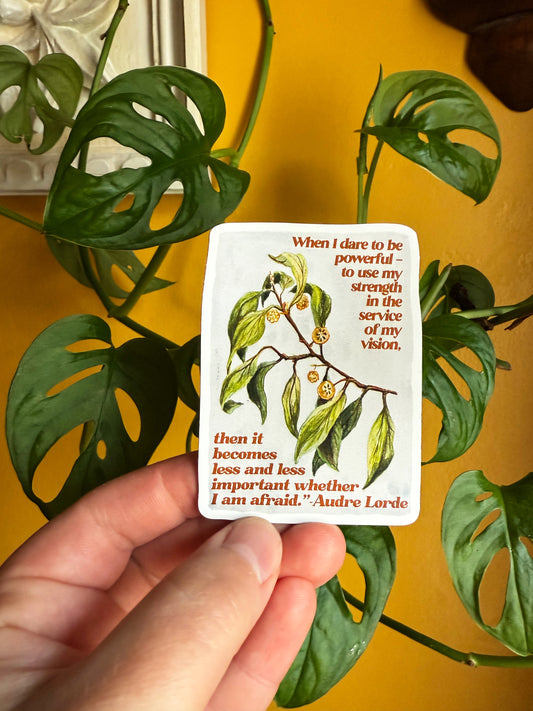 When I dare to be
powerful –
to use my
strength
in the
service
of my
vision,
then it
becomes
less and less
important whether
I am afraid."-Audre Lorde